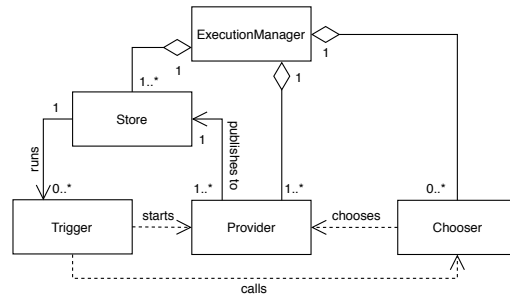 ExecutionManager
1
1
1
1..*
Store
1
1
runs
publishes to
0..*
1..*
1..*
0..*
Trigger
starts
Provider
chooses
Chooser
calls